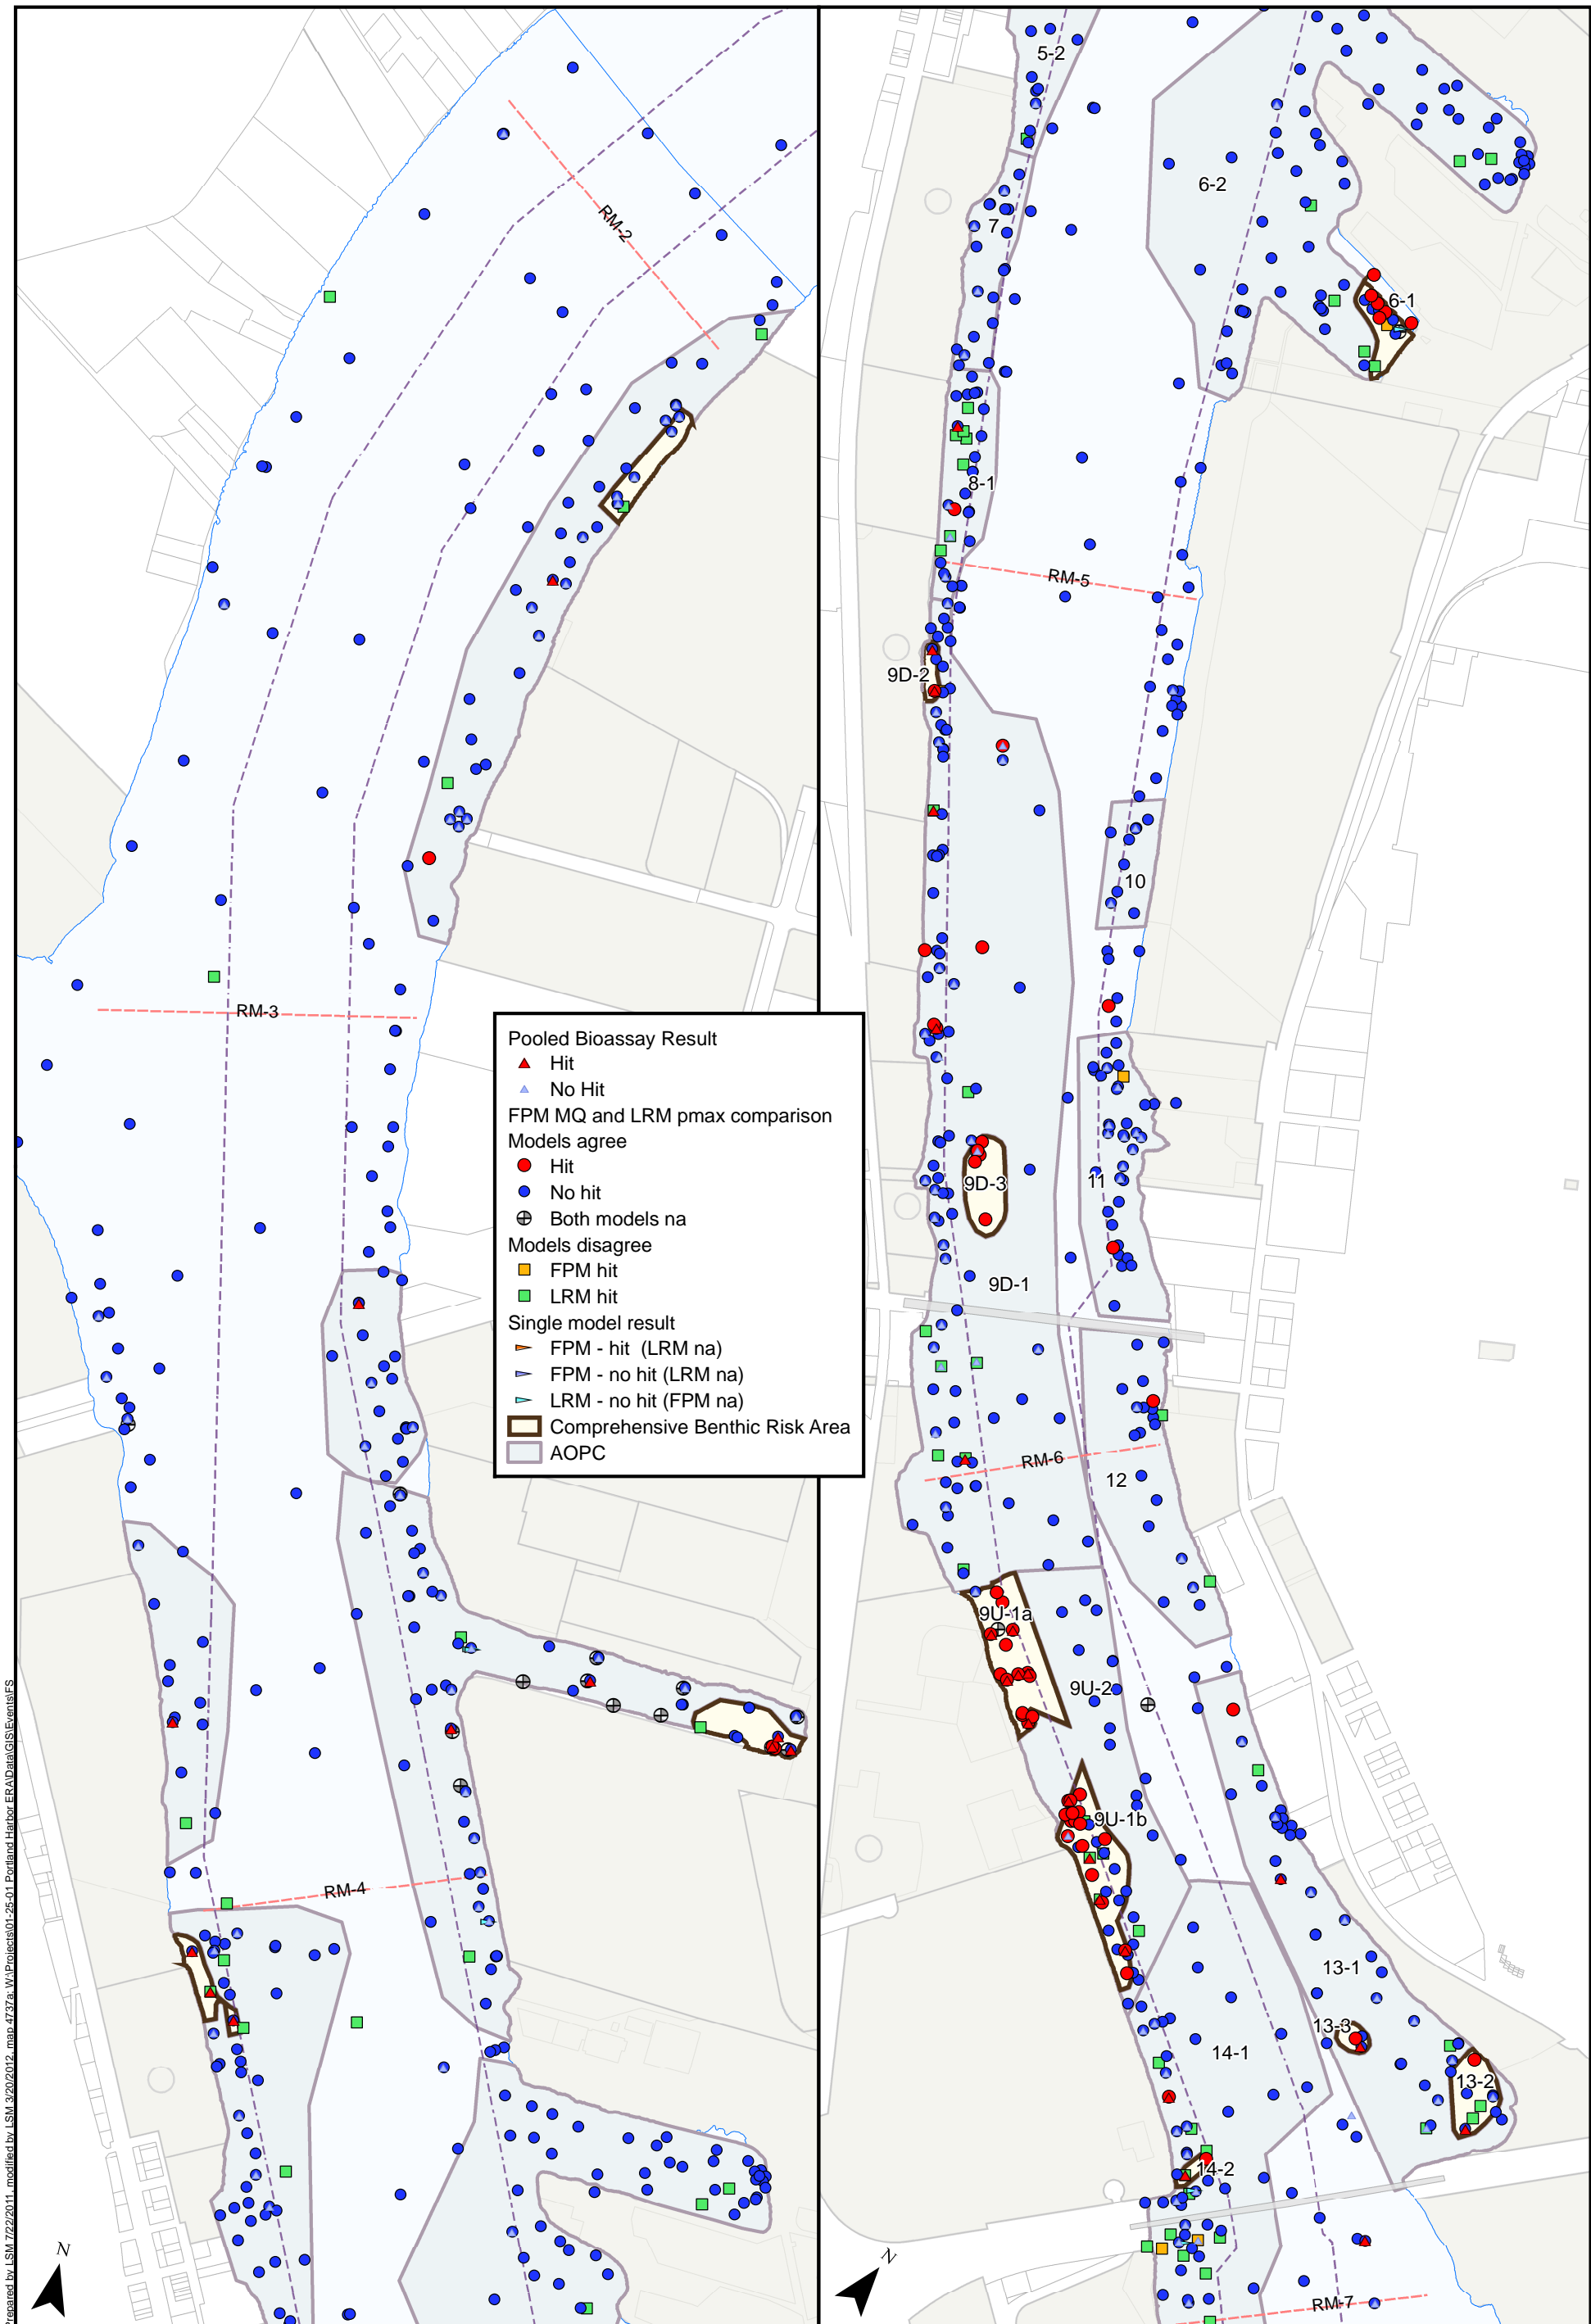 RM-2
RM-3
RM-4
N
Prepared by LSM 7/22/2011, modified by LSM 3/20/2012, map 4737a; W:\Projects\01-25-01 Portland Harbor ERA\Data\GIS\Events\FS
Pooled Bioassay Result
Hit
No Hit
FPM MQ and LRM pmax comparison
Models agree
Hit
No hit
Both models na
Models disagree
FPM hit
LRM hit
Single model result
FPM - hit (LRM na)
FPM - no hit (LRM na)
LRM - no hit (FPM na)
Comprehensive Benthic Risk Area
AOPC
5-2
6-2
7
6-1
8-1
RM-5
9D-2
10
11
9D-3
9D-1
RM-6
12
9U-1a
9U-2
9U-1b
13-1
13-3
14-1
13-2
14-2
N
RM-7